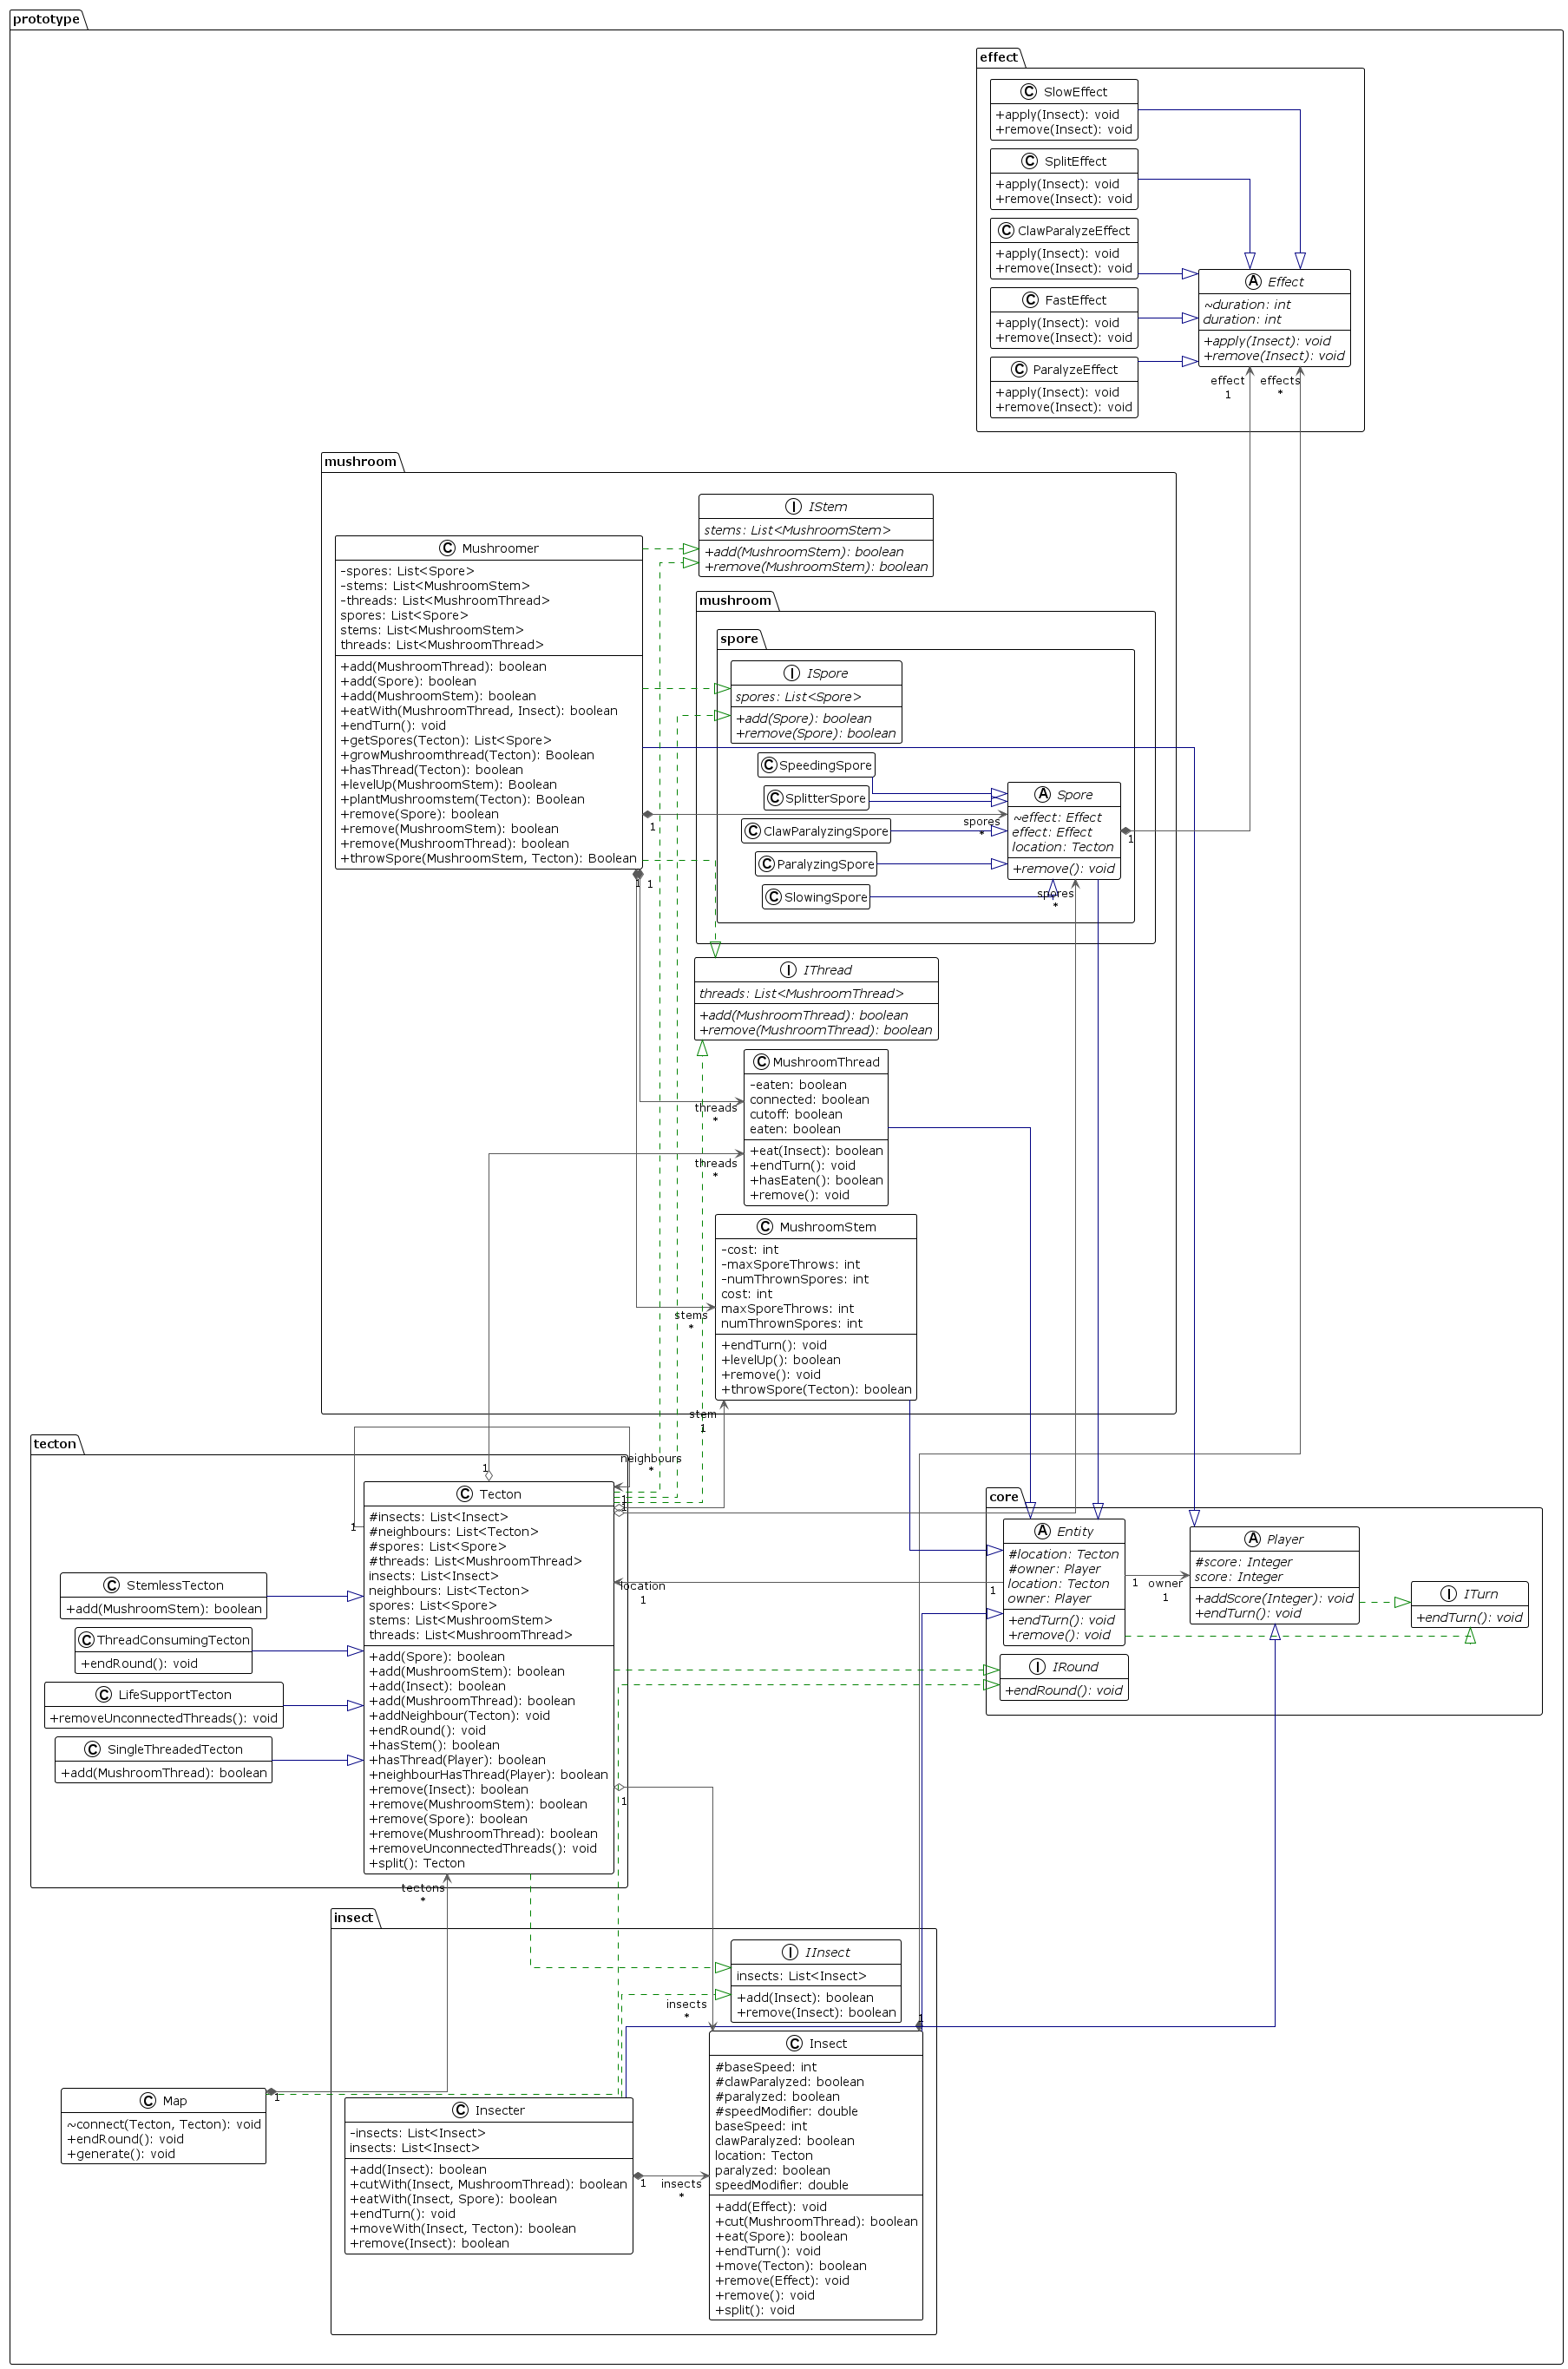 prototype
effect
SlowEffect
+apply(Insect): void
+remove(Insect): void
SplitEffect
+apply(Insect): void
+remove(Insect): void
ClawParalyzeEffect
+apply(Insect): void
+remove(Insect): void
FastEffect
+apply(Insect): void
+remove(Insect): void
ParalyzeEffect
+apply(Insect): void
+remove(Insect): void
Effect
~duration: int
duration: int
+apply(Insect): void
+remove(Insect): void
effect
1
effects
*
mushroom
IStem
stems: List<MushroomStem>
+add(MushroomStem): boolean
+remove(MushroomStem): boolean
Mushroomer
-spores: List<Spore>
-stems: List<MushroomStem>
-threads: List<MushroomThread>
spores: List<Spore>
stems: List<MushroomStem>
threads: List<MushroomThread>
+add(MushroomThread): boolean
+add(Spore): boolean
+add(MushroomStem): boolean
+eatWith(MushroomThread, Insect): boolean
+endTurn(): void
+getSpores(Tecton): List<Spore>
+growMushroomthread(Tecton): Boolean
+hasThread(Tecton): boolean
+levelUp(MushroomStem): Boolean
+plantMushroomstem(Tecton): Boolean
+remove(Spore): boolean
+remove(MushroomStem): boolean
+remove(MushroomThread): boolean
+throwSpore(MushroomStem, Tecton): Boolean
mushroom
spore
ISpore
spores: List<Spore>
+add(Spore): boolean
+remove(Spore): boolean
SpeedingSpore
SplitterSpore
ClawParalyzingSpore
ParalyzingSpore
SlowingSpore
Spore
~effect: Effect
effect: Effect
location: Tecton
+remove(): void
1
spores
*
1
spores
*
1
1
IThread
threads: List<MushroomThread>
+add(MushroomThread): boolean
+remove(MushroomThread): boolean
MushroomThread
-eaten: boolean
connected: boolean
cutoff: boolean
eaten: boolean
+eat(Insect): boolean
+endTurn(): void
+hasEaten(): boolean
+remove(): void
threads
*
threads
*
MushroomStem
-cost: int
-maxSporeThrows: int
-numThrownSpores: int
cost: int
maxSporeThrows: int
numThrownSpores: int
+endTurn(): void
+levelUp(): boolean
+remove(): void
+throwSpore(Tecton): boolean
stems
*
stem
1
tecton
neighbours
*
1
1
1
1
Tecton
#insects: List<Insect>
#neighbours: List<Tecton>
#spores: List<Spore>
#threads: List<MushroomThread>
insects: List<Insect>
neighbours: List<Tecton>
spores: List<Spore>
stems: List<MushroomStem>
threads: List<MushroomThread>
+add(Spore): boolean
+add(MushroomStem): boolean
+add(Insect): boolean
+add(MushroomThread): boolean
+addNeighbour(Tecton): void
+endRound(): void
+hasStem(): boolean
+hasThread(Player): boolean
+neighbourHasThread(Player): boolean
+remove(Insect): boolean
+remove(MushroomStem): boolean
+remove(Spore): boolean
+remove(MushroomThread): boolean
+removeUnconnectedThreads(): void
+split(): Tecton
StemlessTecton
+add(MushroomStem): boolean
ThreadConsumingTecton
+endRound(): void
LifeSupportTecton
+removeUnconnectedThreads(): void
SingleThreadedTecton
+add(MushroomThread): boolean
location
1
1
tectons
*
core
Entity
#location: Tecton
#owner: Player
location: Tecton
owner: Player
+endTurn(): void
+remove(): void
1
1
owner
1
Player
#score: Integer
score: Integer
+addScore(Integer): void
+endTurn(): void
ITurn
+endTurn(): void
IRound
+endRound(): void
insect
IInsect
insects: List<Insect>
+add(Insect): boolean
+remove(Insect): boolean
insects
*
1
Insect
#baseSpeed: int
#clawParalyzed: boolean
#paralyzed: boolean
#speedModifier: double
baseSpeed: int
clawParalyzed: boolean
location: Tecton
paralyzed: boolean
speedModifier: double
+add(Effect): void
+cut(MushroomThread): boolean
+eat(Spore): boolean
+endTurn(): void
+move(Tecton): boolean
+remove(Effect): void
+remove(): void
+split(): void
Map
~connect(Tecton, Tecton): void
+endRound(): void
+generate(): void
1
Insecter
-insects: List<Insect>
insects: List<Insect>
+add(Insect): boolean
+cutWith(Insect, MushroomThread): boolean
+eatWith(Insect, Spore): boolean
+endTurn(): void
+moveWith(Insect, Tecton): boolean
+remove(Insect): boolean
1
insects
*